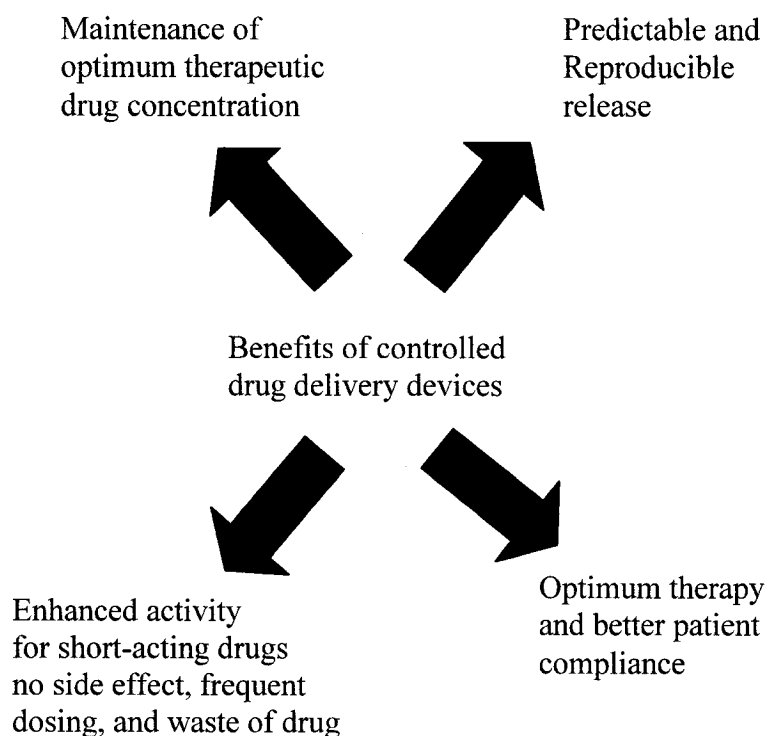 Maintenance of
optimum therapeutic
drug concentration
Predictable and
Reproducible
release
Benefits of controlled
drug delivery devices
Enhanced activity
for short-acting drugs
no side effect, frequent
dosing, and waste of drug
Optimum therapy
and better patient
compliance